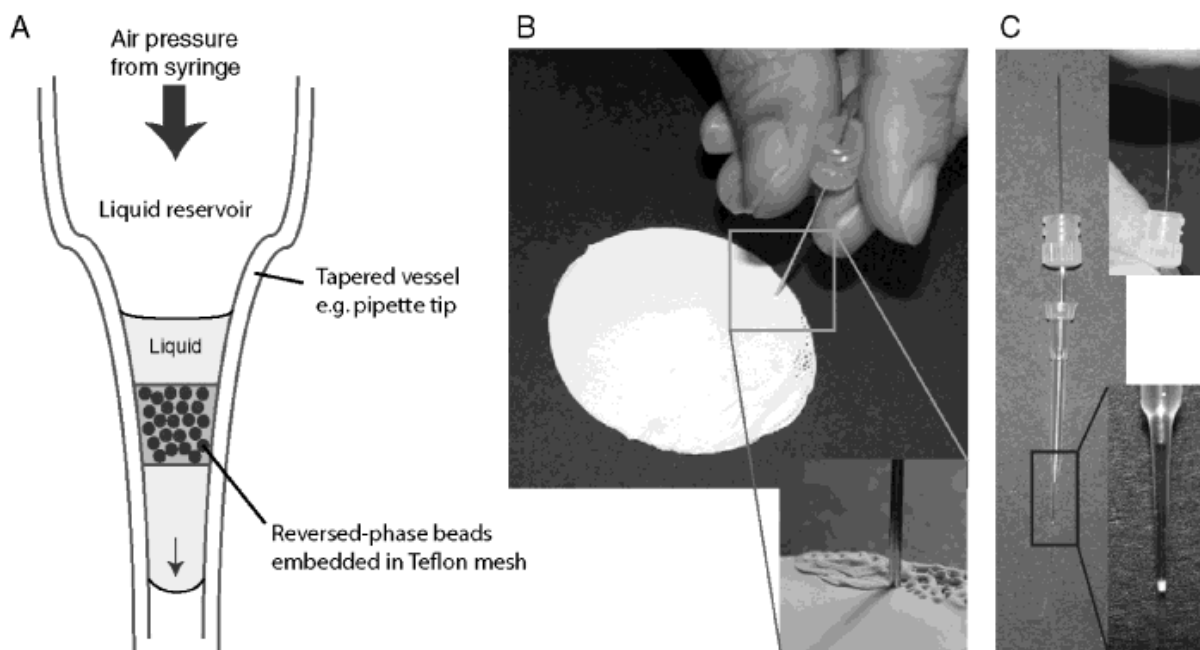 A
Air pressure
from syringe
Liquid reservoir
Tapered vessel
e.g. pipette tip
Liquid
Reversed-phase beads
embedded in Teflon mesh
B
C